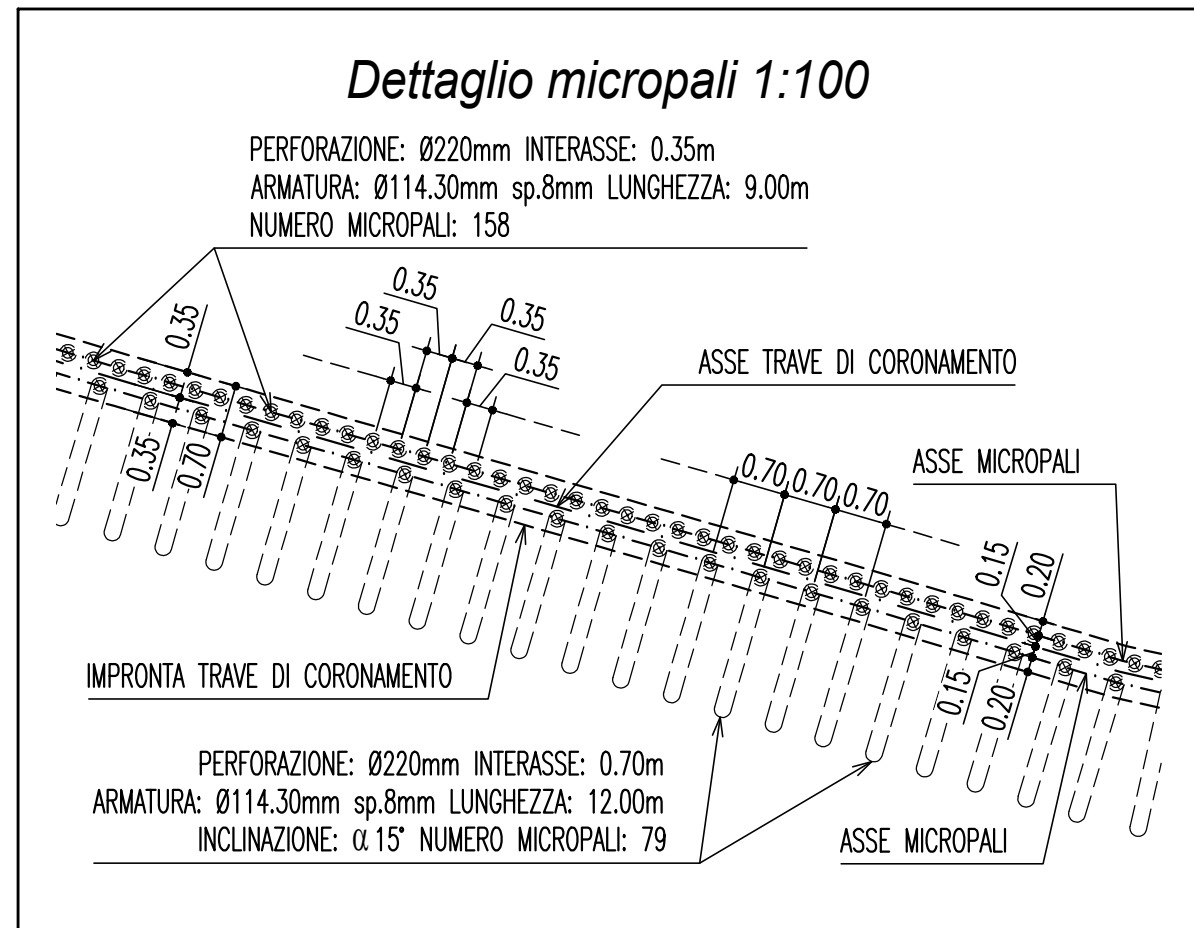 Dettaglio micropali 1:100
PERFORAZIONE: Ø220mm INTERASSE: 0.35m
ARMATURA: Ø114.30mm sp.8mm LUNGHEZZA: 9.00m
NUMERO MICROPALI: 158
0.35
0.35
0.35
0.35
0.35
ASSE TRAVE DI CORONAMENTO
0.35
0.70
0.70
0.70
0.70
ASSE MICROPALI
0.15
0.20
0.15
0.20
IMPRONTA TRAVE DI CORONAMENTO
PERFORAZIONE: Ø220mm INTERASSE: 0.70m
ARMATURA: Ø114.30mm sp.8mm LUNGHEZZA: 12.00m
INCLINAZIONE: α 15° NUMERO MICROPALI: 79
ASSE MICROPALI